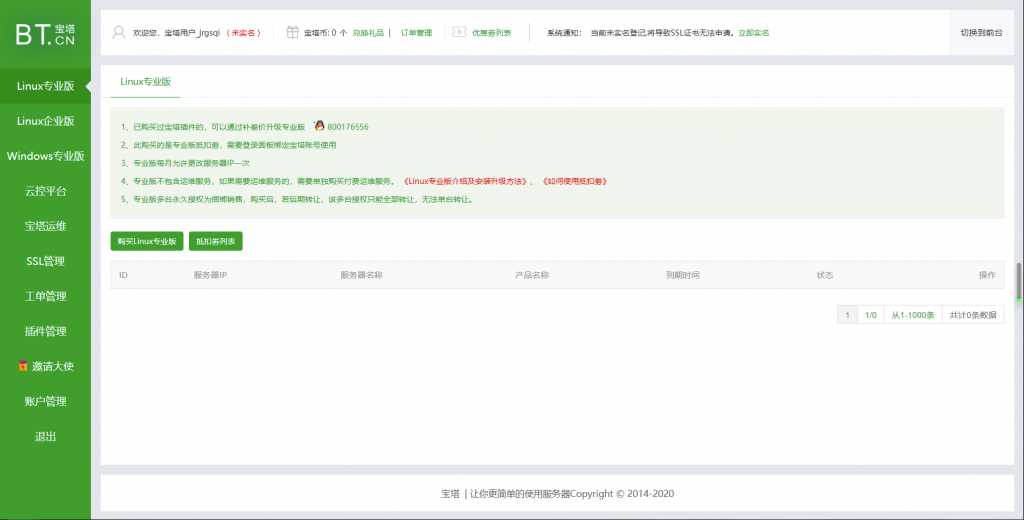 BT. 宝塔 .CN
欢迎您，宝塔用户_jrgsql （未实名） 宝塔币: 0 个 兑换礼品 | 订单管理 优惠劵列表 系统通知： 当前未实名登记,将导致SSL证书无法申请。立即实名 切换到前台
Linux专业版
Linux企业版
Windows专业版
云控平台
宝塔运维
SSL管理
工单管理
插件管理
邀请大使
账户管理
退出
Linux专业版
1、已购买过宝塔插件的，可以通过补差价升级专业版 800176556
2、此购买的是专业版抵扣券，需要登录面板绑定宝塔账号使用
3、专业版每月允许更改服务器IP一次
4、专业版不包含运维服务，如果需要运维服务的，需要单独购买付费运维服务。 《Linux专业版介绍及安装升级方法》、 《如何使用抵扣券》
5、专业版多台永久授权为捆绑销售，购买后，若后期转让，该多台授权只能全部转让，无法单台转让。
购买Linux专业版 抵扣劵列表
ID 服务器IP 服务器名称 产品名称 到期时间 状态 操作
1 1/0 从1-1000条 共计0条数据
宝塔 | 让你更简单的使用服务器Copyright © 2014-2020